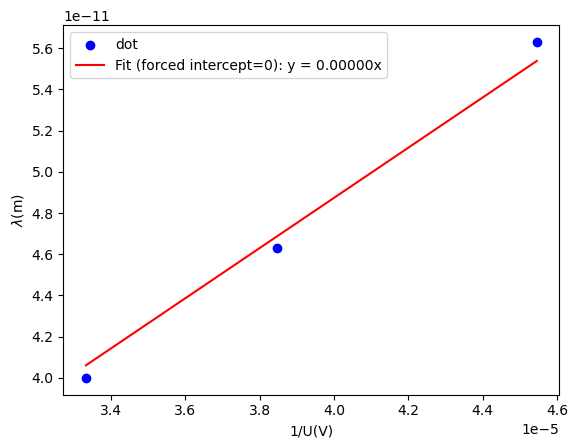 1e−11
dot
Fit (forced intercept=0): y = 0.00000x
5.6
5.4
5.2
5.0
4.8
4.6
4.4
4.2
4.0
λ(m)
3.4 3.6 3.8 4.0 4.2 4.4 4.6
1/U(V)
1e−5